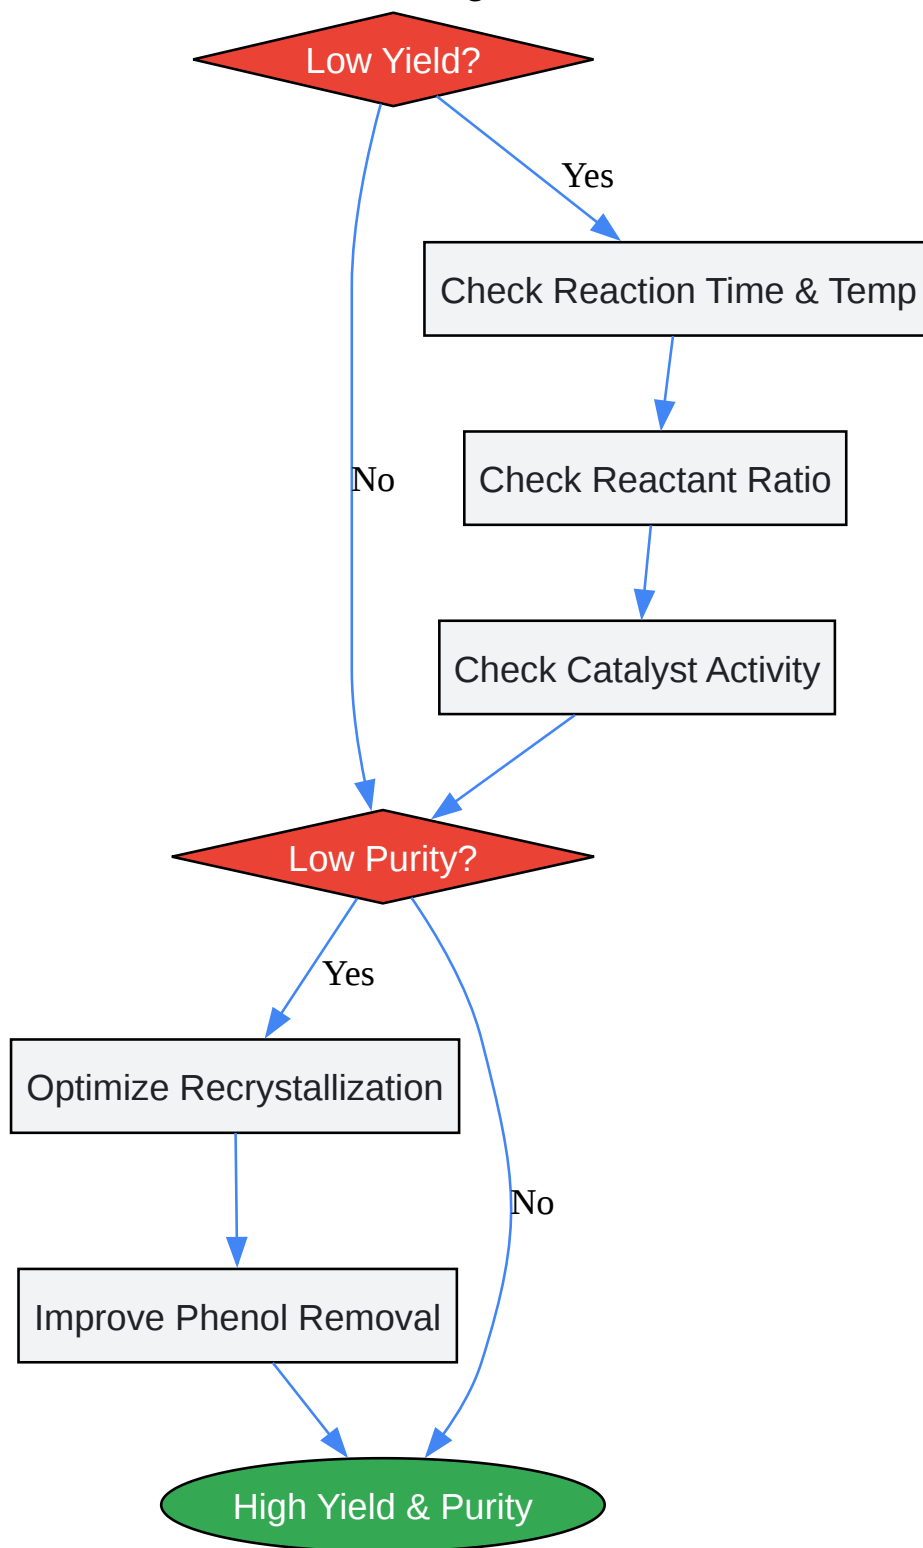 Low Yield?
Yes
Check Reaction Time & Temp
No
Check Reactant Ratio
Check Catalyst Activity
Low Purity?
Yes
Optimize Recrystallization
No
Improve Phenol Removal
High Yield & Purity